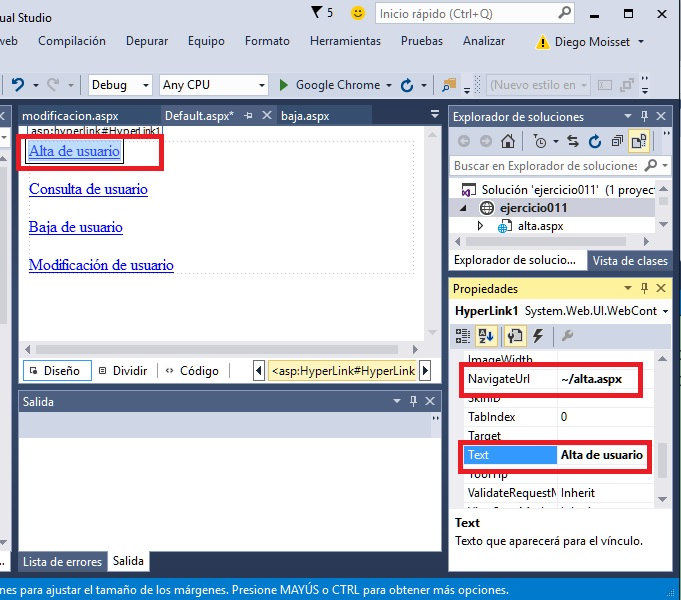 ual Studio
5
Inicio rápido (Ctrl+Q)
web Compilación Depurar Equipo Formato Herramientas Pruebas Analizar Diego Moisset
Debug Any CPU Google Chrome (Nuevo estilo en
modificacion.aspx Default.aspx* baja.aspx
asp:hyperlink#HyperLink1
Alta de usuario
Consulta de usuario
Baja de usuario
Modificación de usuario
Diseño Dividir Código <asp:HyperLink#HyperLink
Salida
Lista de errores Salida
Explorador de soluciones
Buscar en Explorador de soluciones
Solución 'ejercicio011' (1 proyec
ejercicio011
alta.aspx
Explorador de solucio... Vista de clases
Propiedades
HyperLink1 System.Web.UI.WebCont
ImageWidth
NavigateUrl ~/alta.aspx
SkinID
TabIndex 0
Target
Text Alta de usuario
ToolTip
ValidateRequestM Inherit
Text
Texto que aparecerá para el vínculo.
nes para ajustar el tamaño de los márgenes. Presione MAYÚS o CTRL para obtener más opciones.